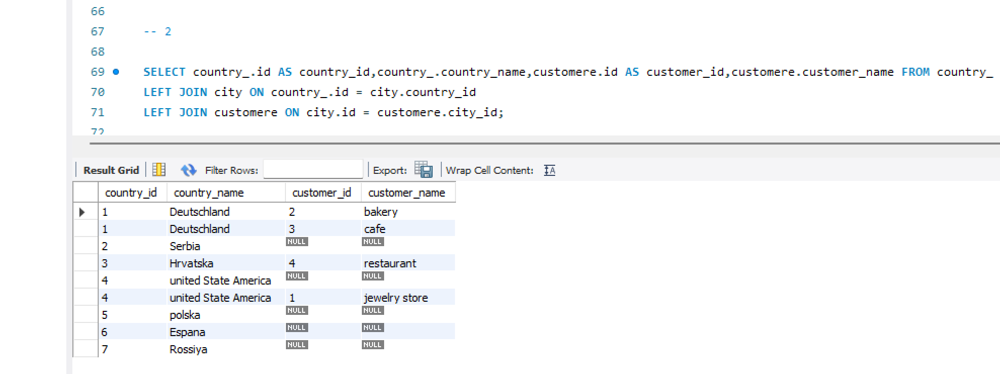 66
67 -- 2
68
69 SELECT country_.id AS country_id,country_.country_name,customere.id AS customer_id,customere.customer_name FROM country_
70 LEFT JOIN city ON country_.id = city.country_id
71 LEFT JOIN customere ON city.id = customere.city_id;
72
Result Grid Filter Rows: Export: Wrap Cell Content: IA
country_id country_name customer_id customer_name
1 Deutschland 2 bakery
1 Deutschland 3 cafe
2 Serbia NULL NULL
3 Hrvatska 4 restaurant
4 united State America NULL NULL
4 united State America 1 jewelry store
5 polska NULL NULL
6 Espana NULL NULL
7 Rossiya NULL NULL